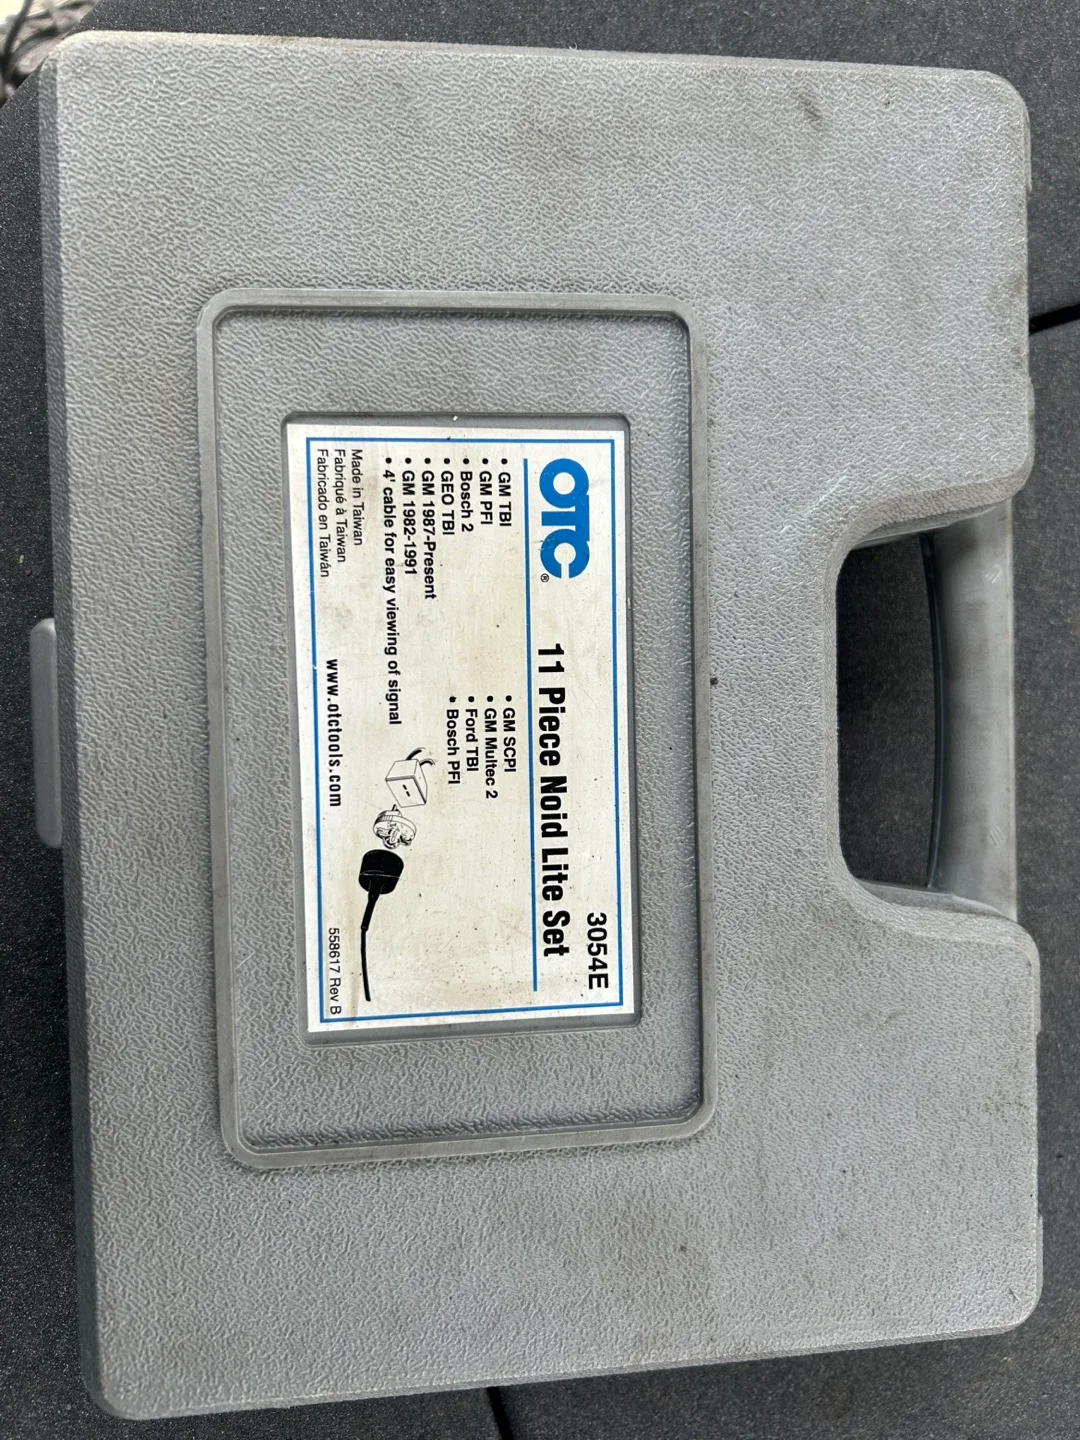 3054E
OTC® 11 Piece Noid Lite Set
• GM TBI
• GM PFI
• Bosch 2
• GEO TBI
• GM 1987-Present
• GM 1982-1991
• 4' cable for easy viewing of signal
• GM SCPI
• GM Multec 2
• Ford TBI
• Bosch PFI
Made in Taiwan
Fabriqué à Taiwan
Fabricado en Taiwán
www.otctools.com
558617 Rev B